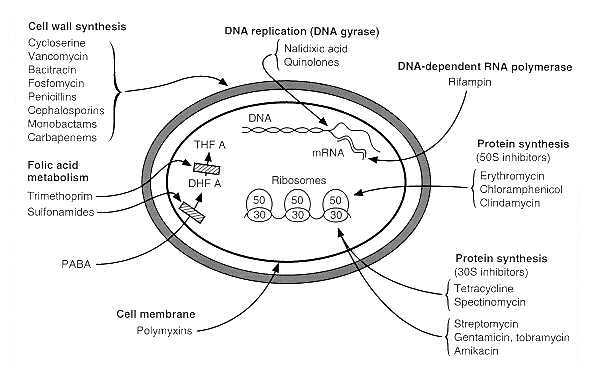 Cell wall synthesis
Cycloserine
Vancomycin
Bacitracin
Fosfomycin
Penicillins
Cephalosporins
Monobactams
Carbapenems
DNA replication (DNA gyrase)
Nalidixic acid
Quinolones
DNA-dependent RNA polymerase
Rifampin
DNA
THF A
mRNA
Protein synthesis
(50S inhibitors)
Erythromycin
Chloramphenicol
Clindamycin
Folic acid
metabolism
Trimethoprim
Sulfonamides
DHF A
Ribosomes
50 50 50
30 30 30
PABA
Protein synthesis
(30S inhibitors)
Tetracycline
Spectinomycin
Streptomycin
Gentamicin, tobramycin
Amikacin
Cell membrane
Polymyxins